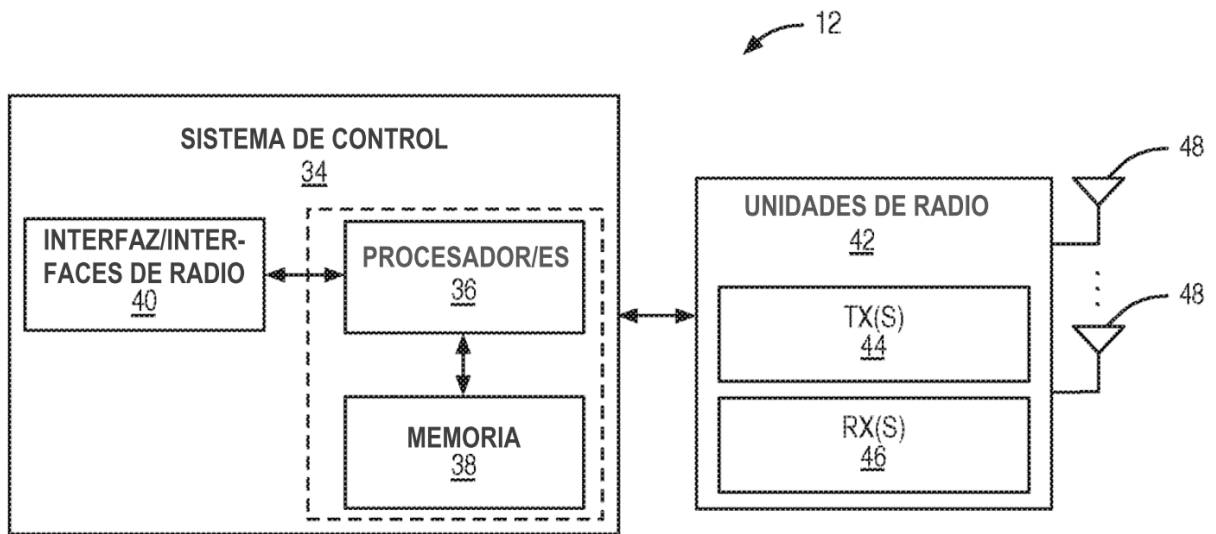 12
SISTEMA DE CONTROL
34
INTERFAZ/INTER-
FACES DE RADIO
40
PROCESADOR/ES
36
MEMORIA
38
UNIDADES DE RADIO
42
TX(S)
44
RX(S)
46
48
48